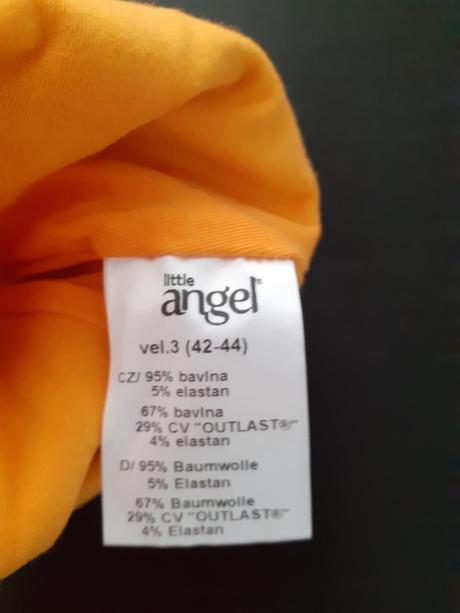 little
angel®
vel.3 (42-44)
CZ/ 95% bavlna
5% elastan
67% bavlna
29% CV "OUTLAST®"
4% elastan
D/ 95% Baumwolle
5% Elastan
67% Baumwolle
29% CV "OUTLAST®"
4% Elastan